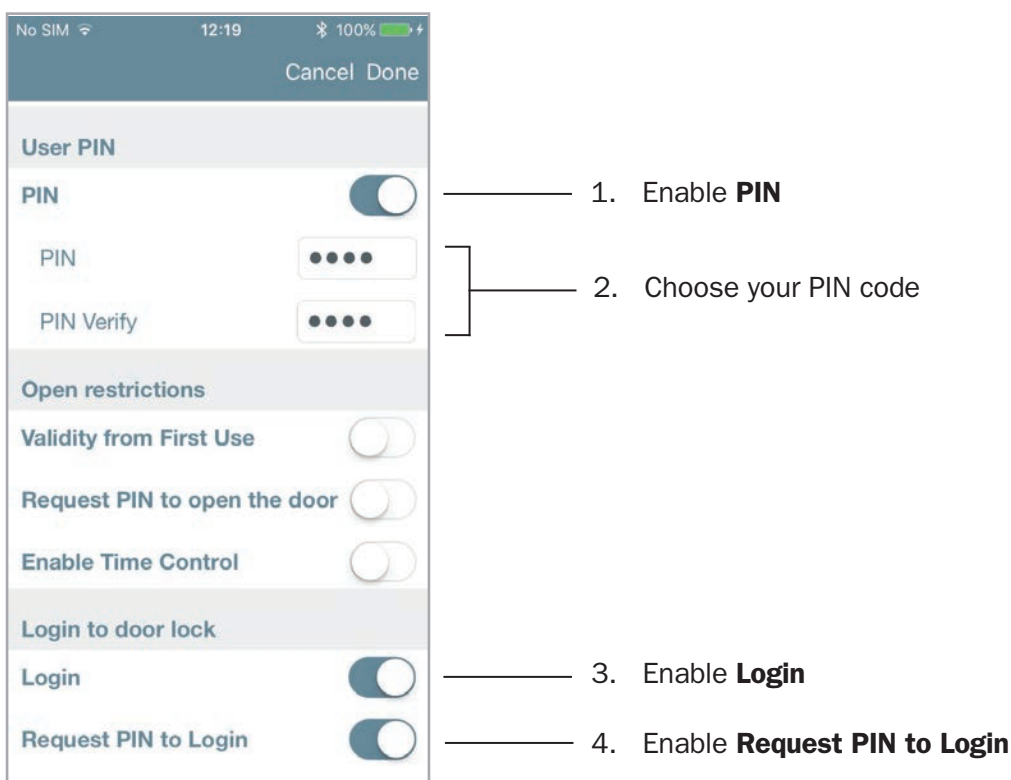 No SIM 12:19 100%
Cancel Done
User PIN
PIN
1. Enable PIN
PIN ●●●●
2. Choose your PIN code
PIN Verify ●●●●
Open restrictions
Validity from First Use
Request PIN to open the door
Enable Time Control
Login to door lock
Login
3. Enable Login
Request PIN to Login
4. Enable Request PIN to Login